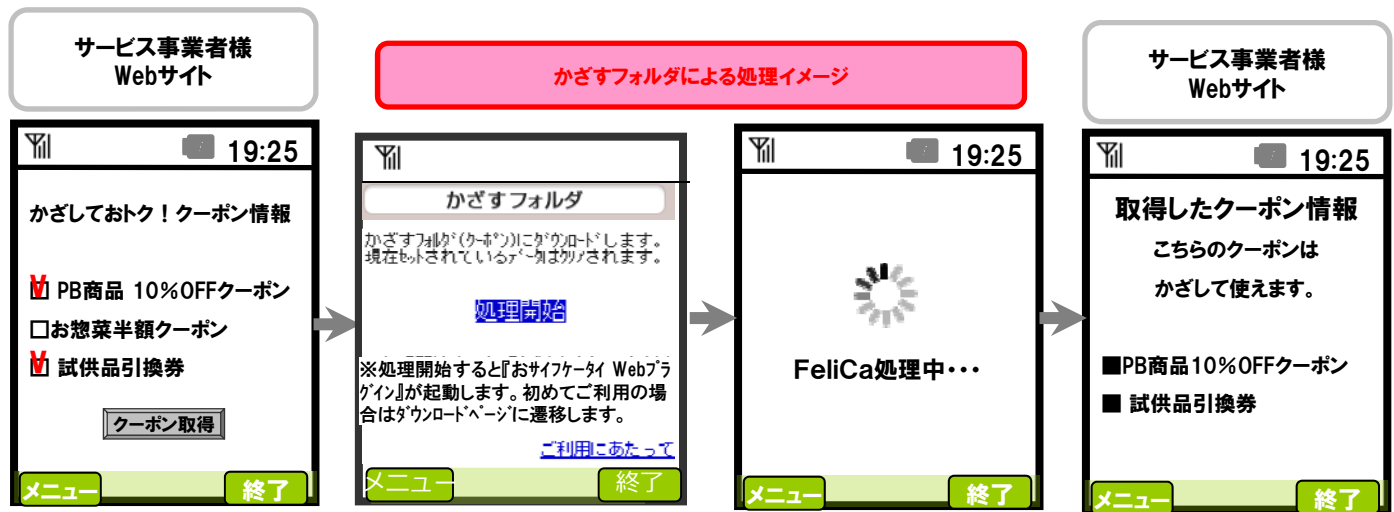 サービス事業者様
Webサイト
かざすフォルダによる処理イメージ
サービス事業者様
Webサイト
19:25
かざしておトク！クーポン情報
PB商品 10％OFFクーポン
□お惣菜半額クーポン
試供品引換券
クーポン取得
メニュー
終了
かざすフォルダ
かざすﾌｫﾙﾀﾞ(ｸｰﾎﾟﾝ)にﾀﾞｳﾝﾛｰﾄﾞします。
現在ｾｯﾄされているﾃﾞｰﾀはｸﾘｱされます。
処理開始
※処理開始すると『おサイフケータイ Webプラ
グイン』が起動します。初めてご利用の場
合はﾀﾞｳﾝﾛｰﾄﾞﾍﾟｰｼﾞに遷移します。
ご利用にあたって
メニュー
終了
19:25
FeliCa処理中･･･
メニュー
終了
19:25
取得したクーポン情報
こちらのクーポンは
かざして使えます。
■PB商品10％OFFクーポン
■ 試供品引換券
メニュー
終了